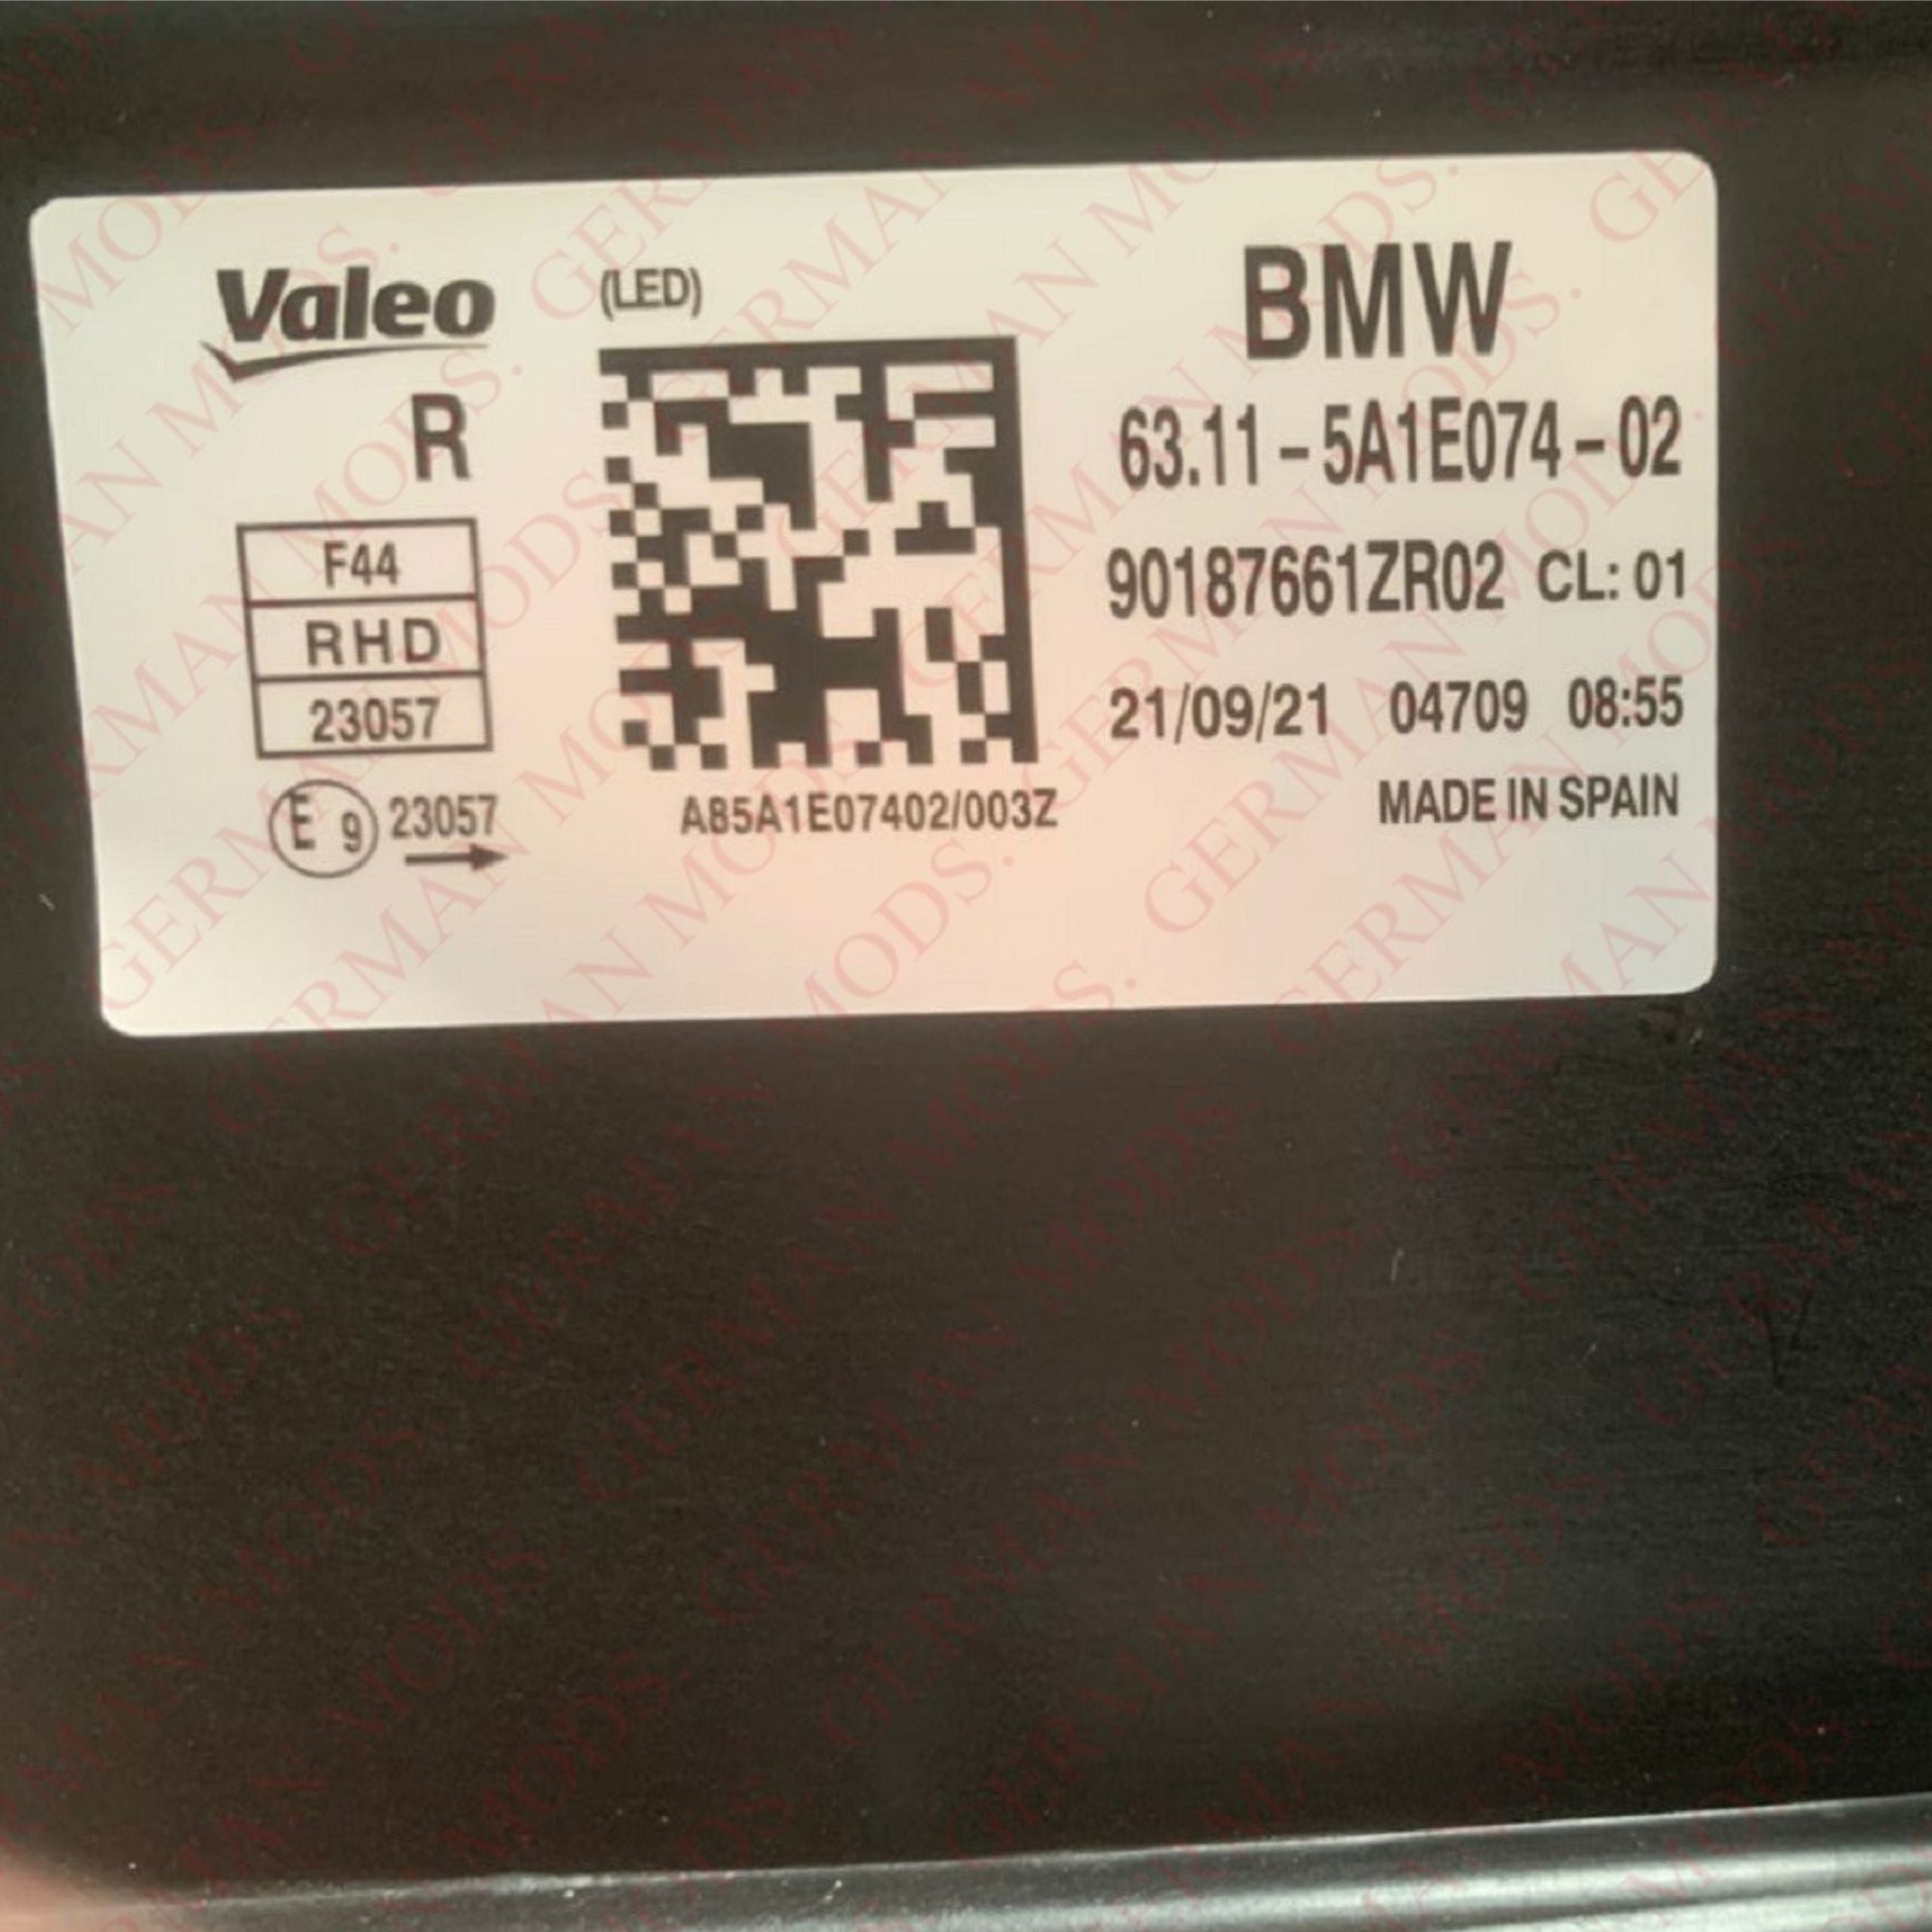 Valeo
(LED)
R
F44
RHD
23057
E 9 23057
A85A1E07402/003Z
BMW
63.11-5A1E074-02
90187661ZR02 CL: 01
21/09/21 04709 08:55
MADE IN SPAIN
GERMAN MODS.